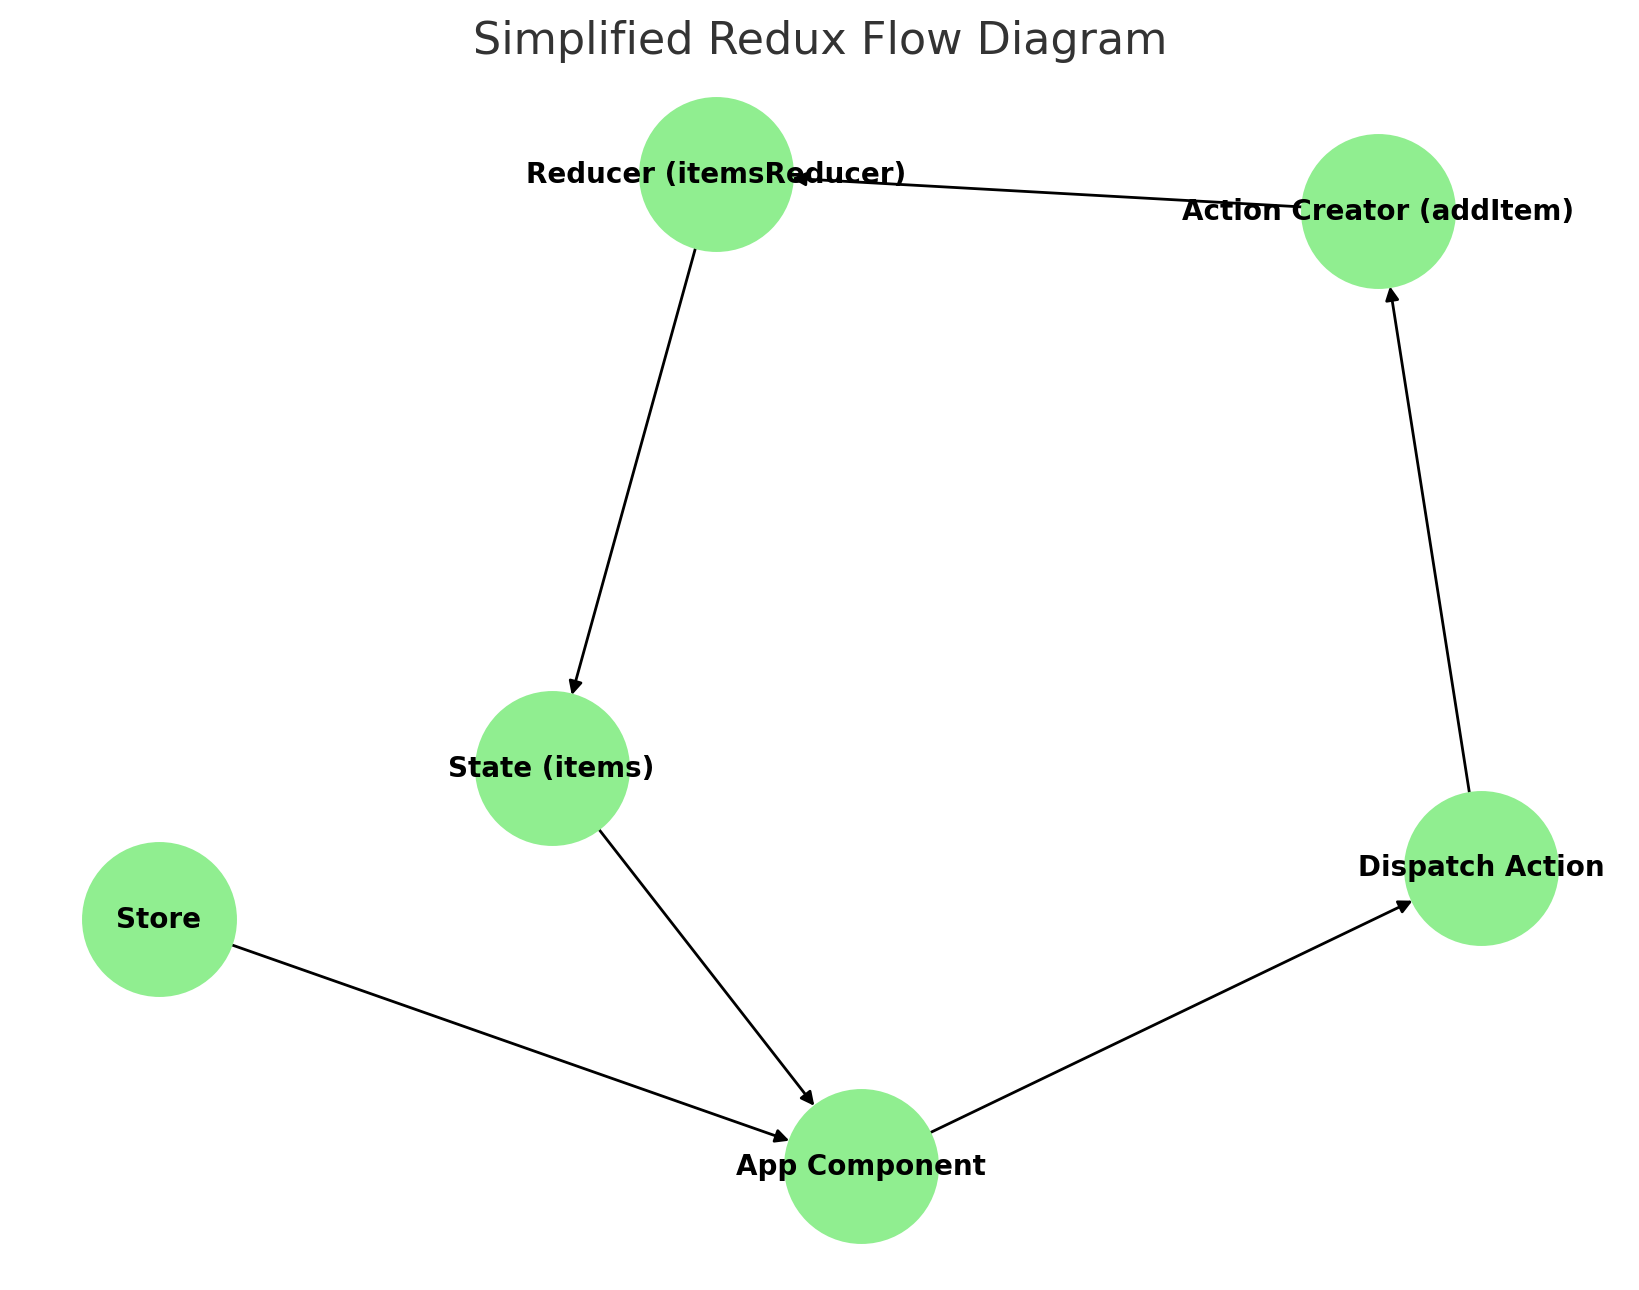 Simplified Redux Flow Diagram
Reducer (itemsReducer)
Action Creator (addItem)
State (items)
Dispatch Action
Store
App Component